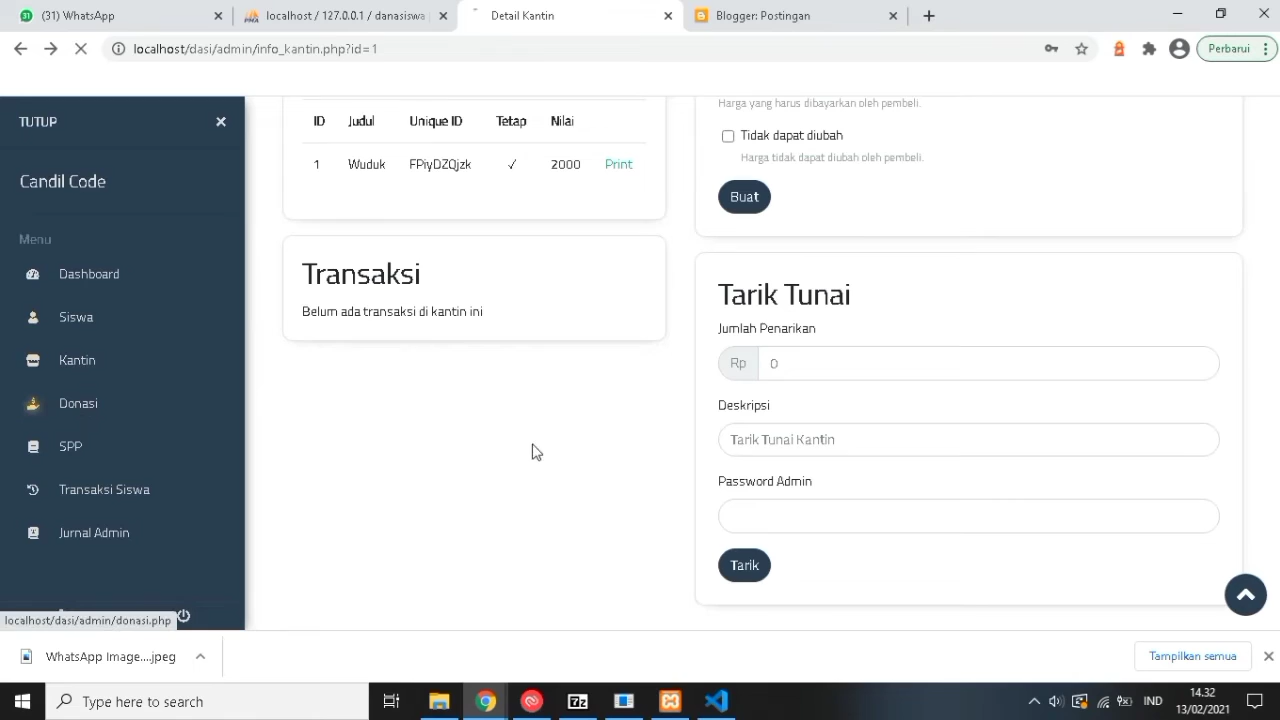 (31) WhatsApp
localhost / 127.0.0.1 / danasiswa
Detail Kantin
Blogger: Postingan
localhost/dasi/admin/info_kantin.php?id=1
Perbarui
TUTUP
Candil Code
Menu
Dashboard
Siswa
Kantin
Donasi
SPP
Transaksi Siswa
Jurnal Admin
localhost/dasi/admin/donasi.php
ID Judul Unique ID Tetap Nilai
1 Wuduk FPiyDZQjzk ✓ 2000 Print
Transaksi
Belum ada transaksi di kantin ini
Harga yang harus dibayarkan oleh pembeli.
Tidak dapat diubah
Harga tidak dapat diubah oleh pembeli.
Buat
Tarik Tunai
Jumlah Penarikan
Rp 0
Deskripsi
Tarik Tunai Kantin
Password Admin
Tarik
WhatsApp Image....jpeg
Tampilkan semua
Type here to search
IND
14.32
13/02/2021